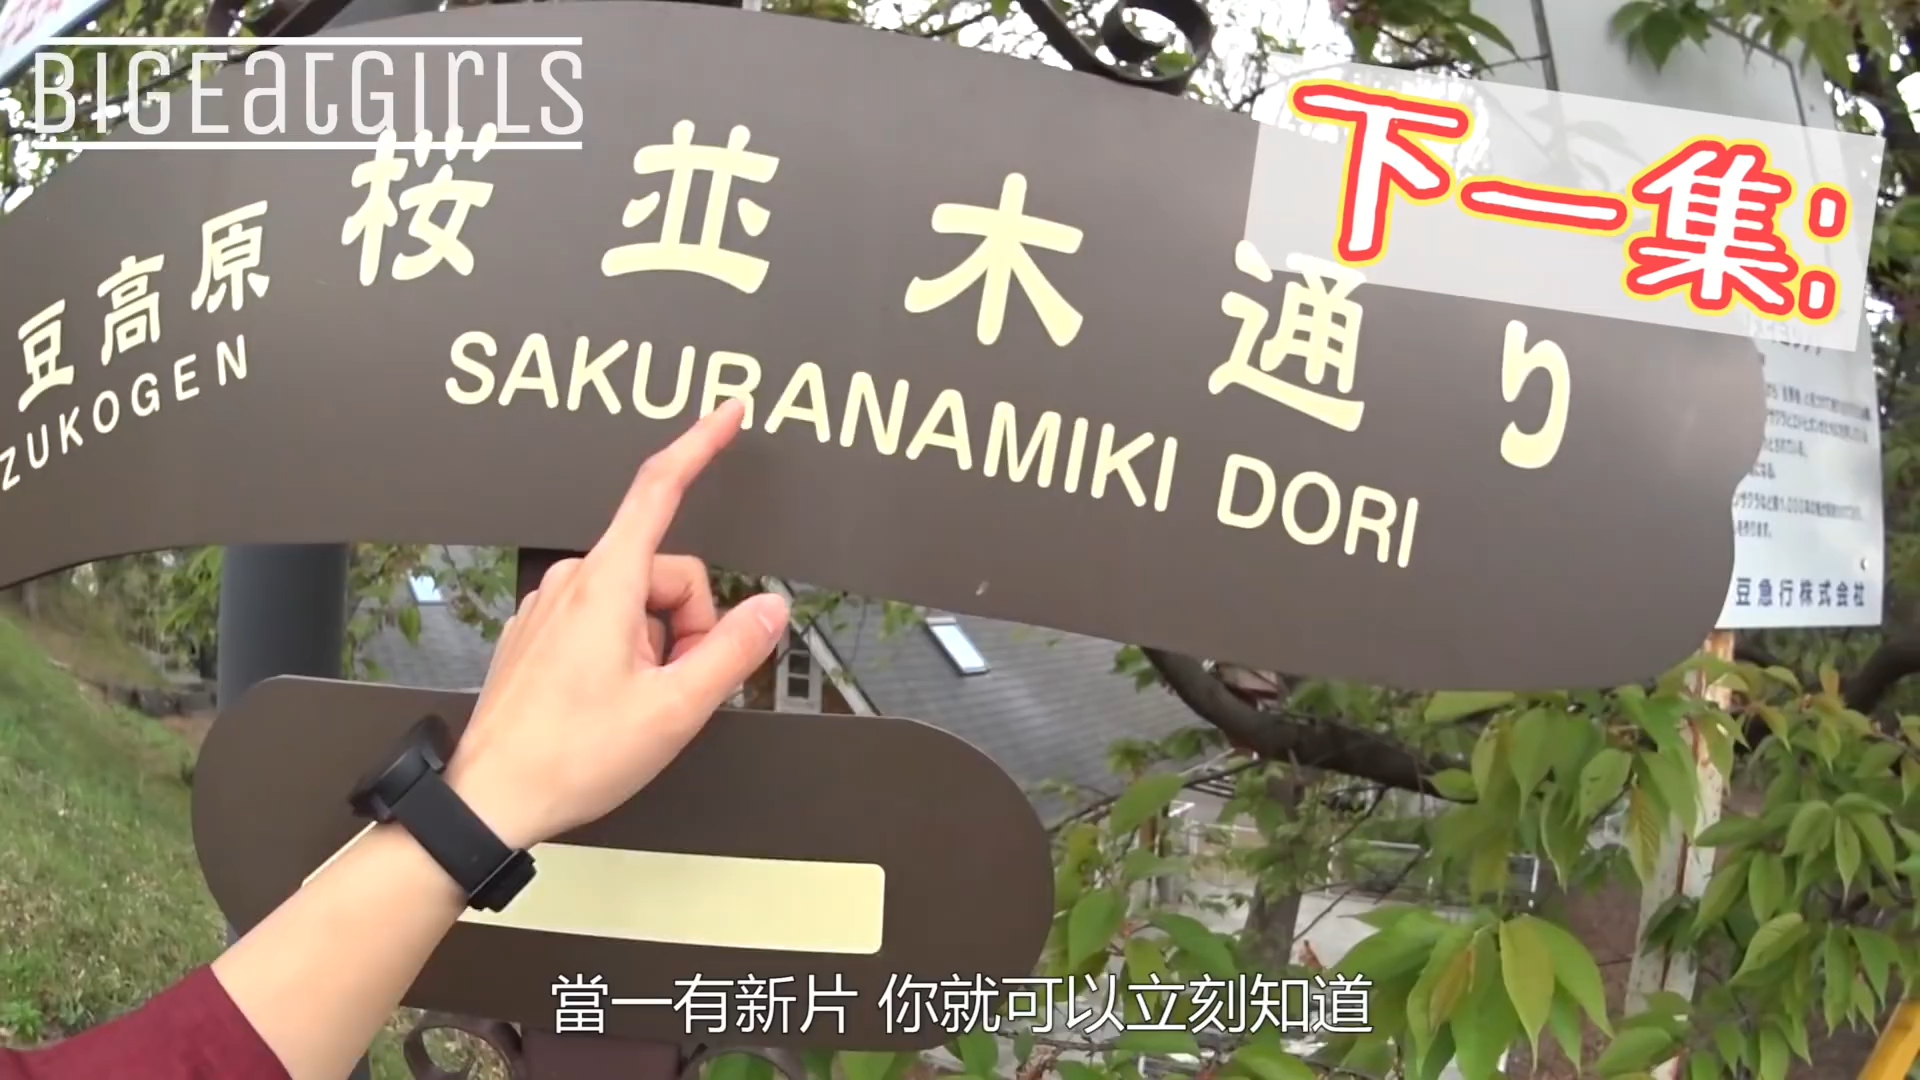 BIGEatGIRLS
下一集:
豆高原 桜並木通り
ZUKOGEN SAKURANAMIKI DORI
豆急行株式会社
當一有新片 你就可以立刻知道